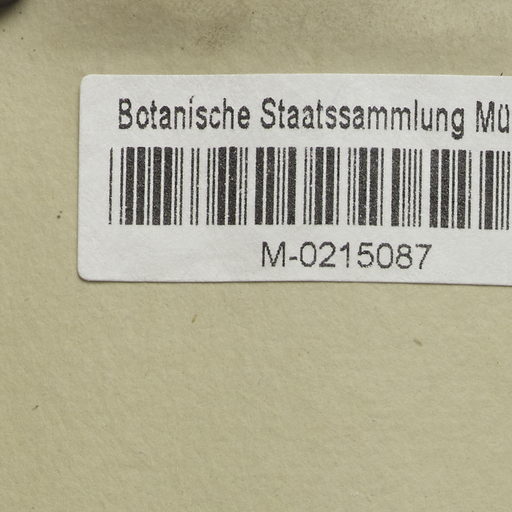 Botanische Staatssammlung Mü
M-0215087